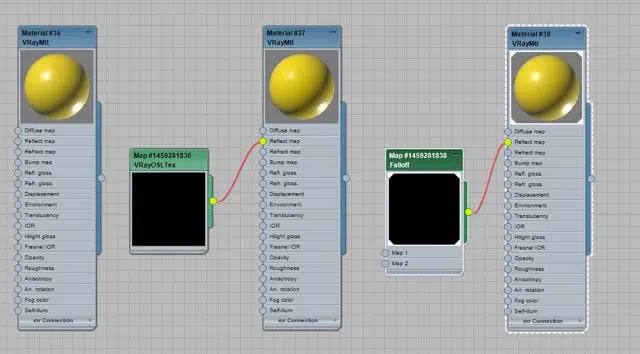 Material #36
VRayMtl
Diffuse map
Reflect map
Refract map
Bump map
Refl. gloss.
Refr. gloss.
Displacement
Environment
Translucency
IOR
Hilight gloss
Fresnel IOR
Opacity
Roughness
Anisotropy
An. rotation
Fog color
Self-illum
mr Connection
Map #1459281836
VRayOSLTex
Material #37
VRayMtl
Diffuse map
Reflect map
Refract map
Bump map
Refl. gloss.
Refr. gloss.
Displacement
Environment
Translucency
IOR
Hilight gloss
Fresnel IOR
Opacity
Roughness
Anisotropy
An. rotation
Fog color
Self-illum
mr Connection
Map #1459281838
Falloff
Map 1
Map 2
Material #38
VRayMtl
Diffuse map
Reflect map
Refract map
Bump map
Refl. gloss.
Refr. gloss.
Displacement
Environment
Translucency
IOR
Hilight gloss
Fresnel IOR
Opacity
Roughness
Anisotropy
An. rotation
Fog color
Self-illum
mr Connection